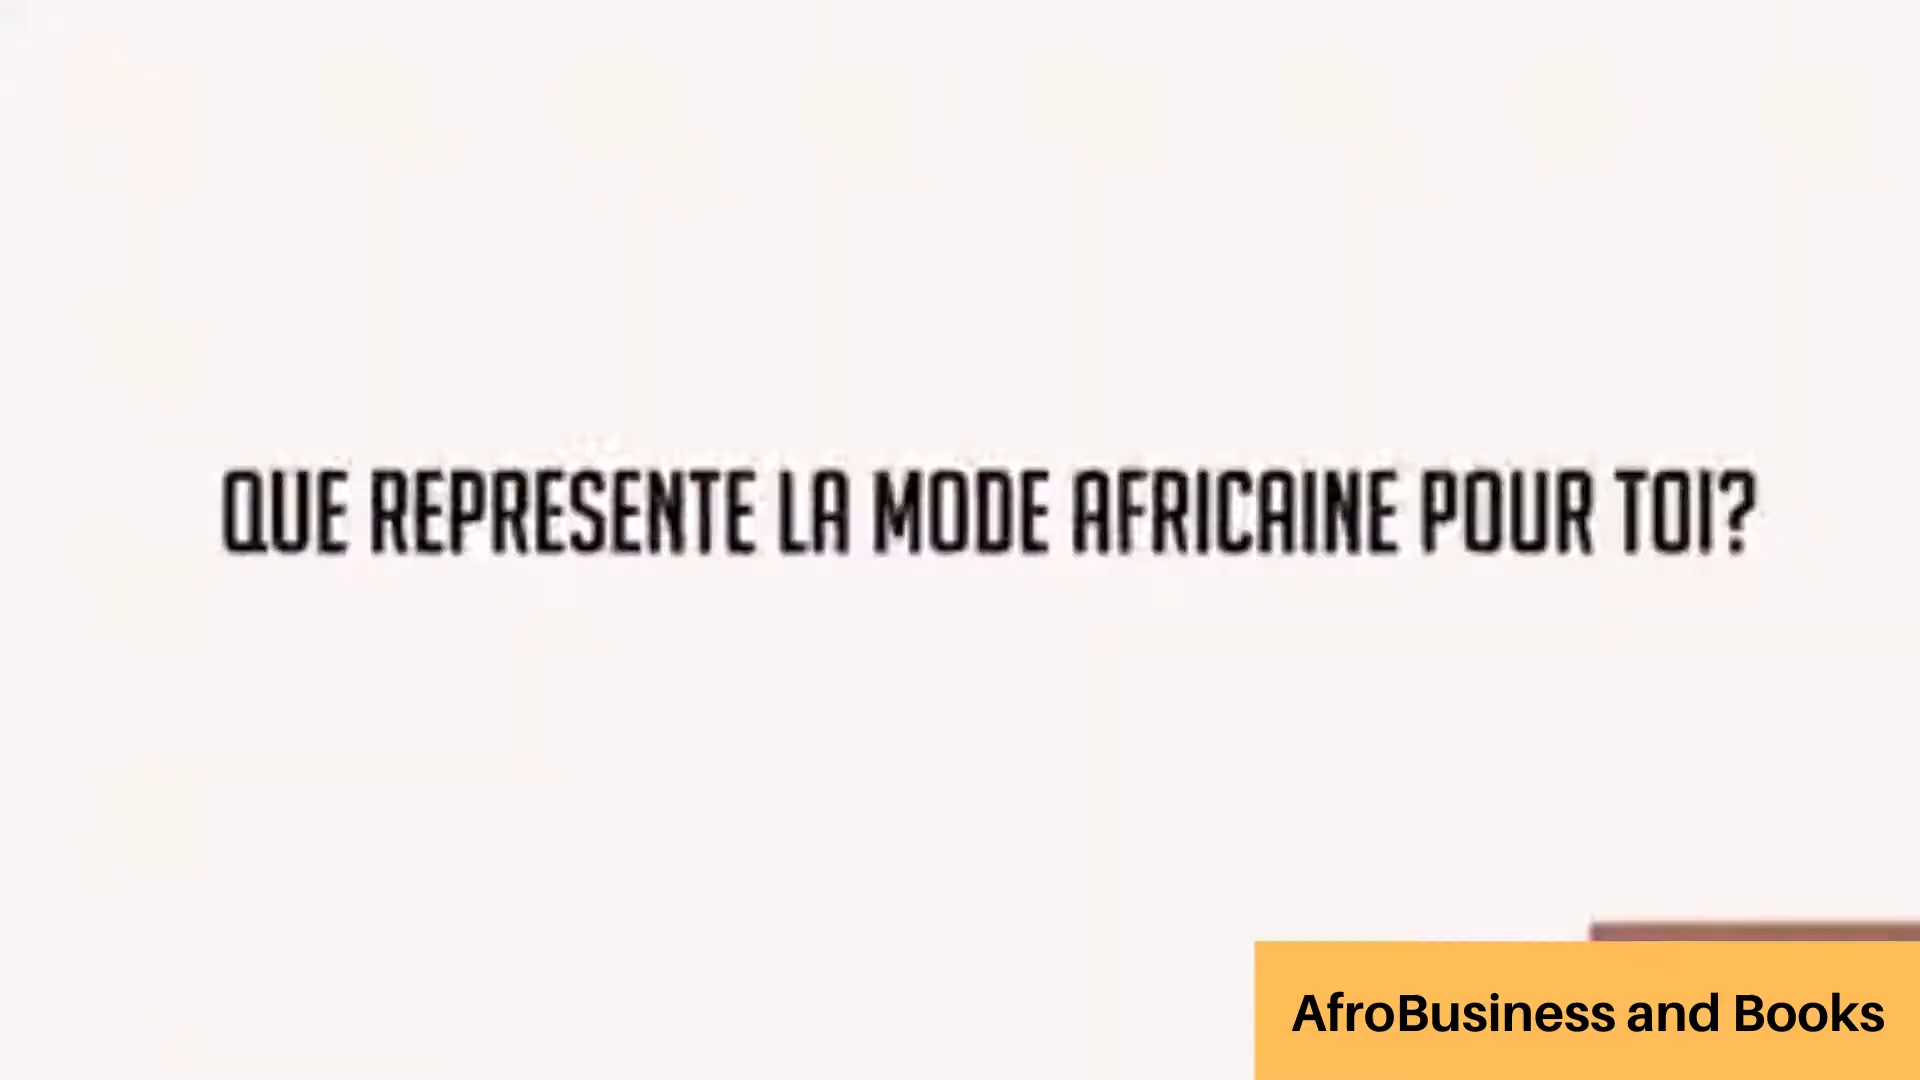 QUE REPRESENTE LA MODE AFRICAINE POUR TOI?
AfroBusiness and Books